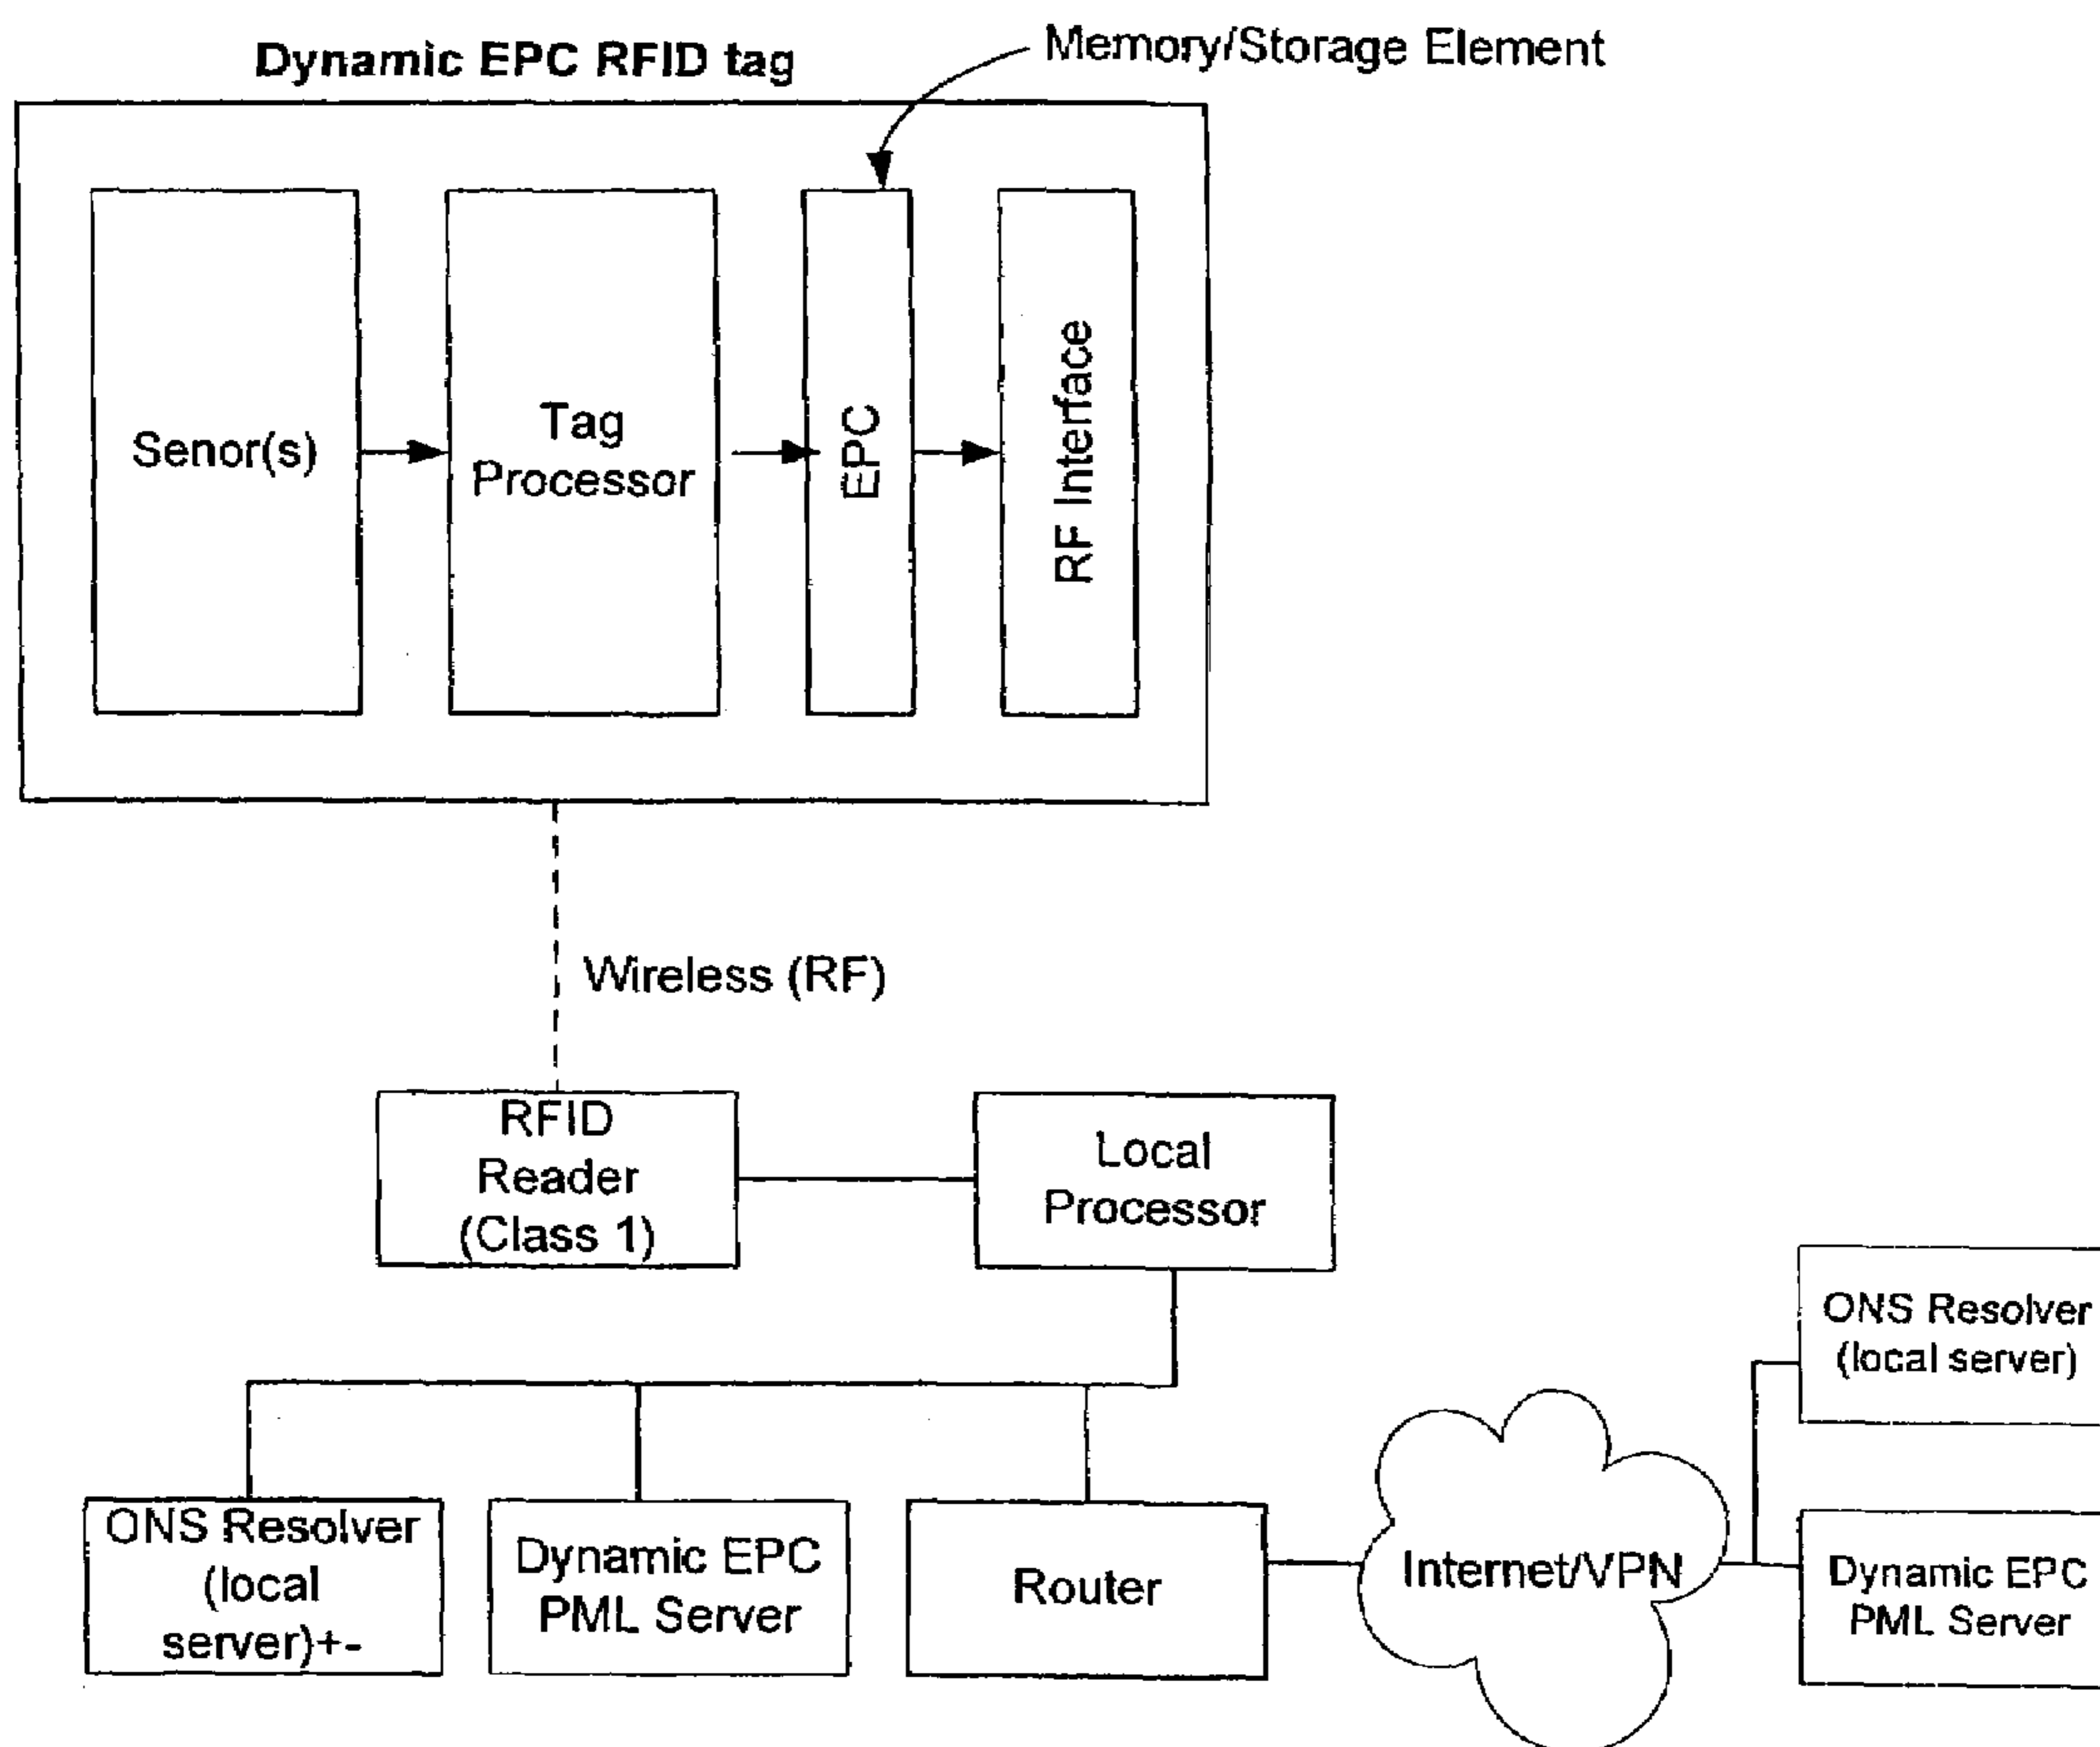 Dynamic EPC RFID tag
Memory/Storage Element
Senor(s)
Tag
Processor
EPC
RF Interface
Wireless (RF)
RFID
Reader
(Class 1)
Local
Processor
ONS Resolver
(local server)
ONS Resolver
(local
server)+-
Dynamic EPC
PML Server
Router
Internet/VPN
Dynamic EPC
PML Server